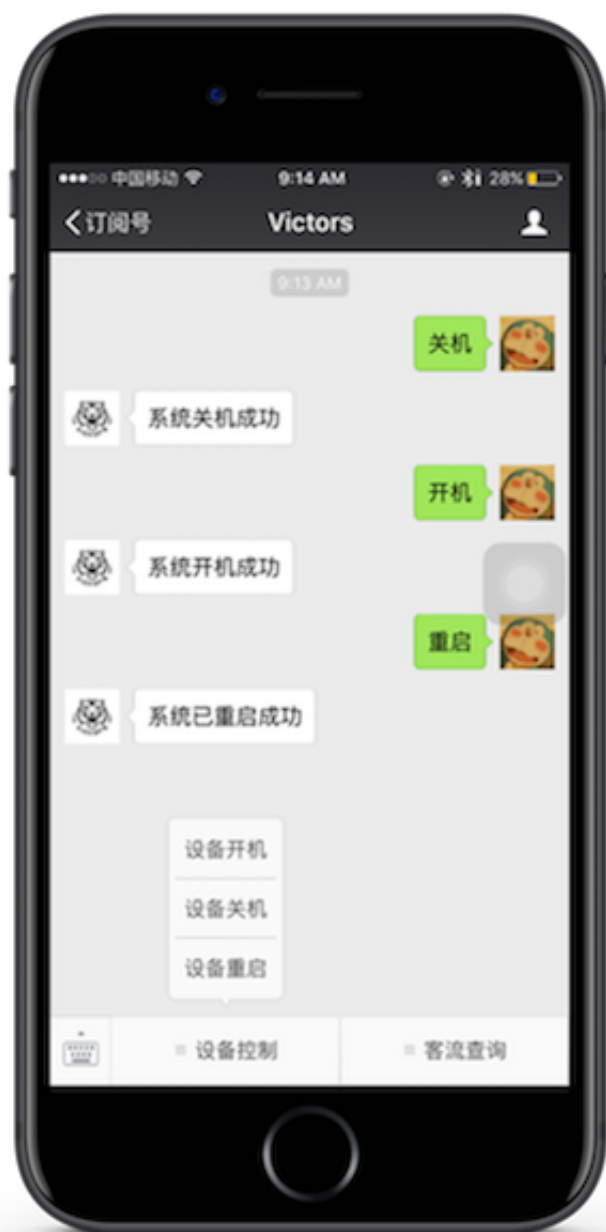 中国移动 9:14 AM 28%
订阅号 Victors
9:13 AM
关机
系统关机成功
开机
系统开机成功
重启
系统已重启成功
设备开机
设备关机
设备重启
设备控制 客流查询